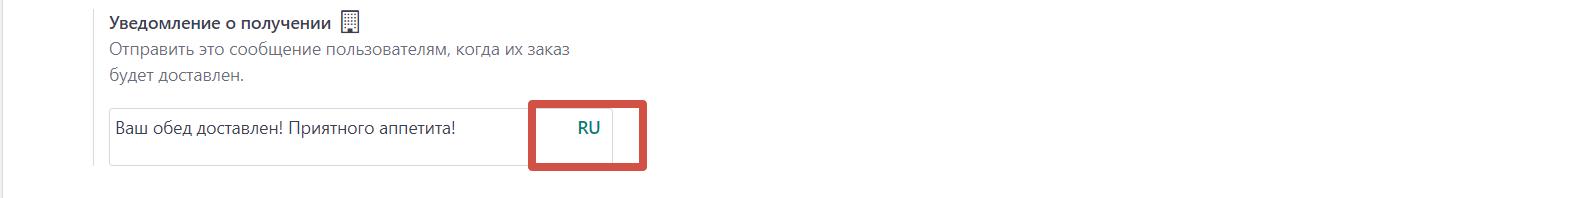 Уведомление о получении
Отправить это сообщение пользователям, когда их заказ
будет доставлен.
Ваш обед доставлен! Приятного аппетита! RU